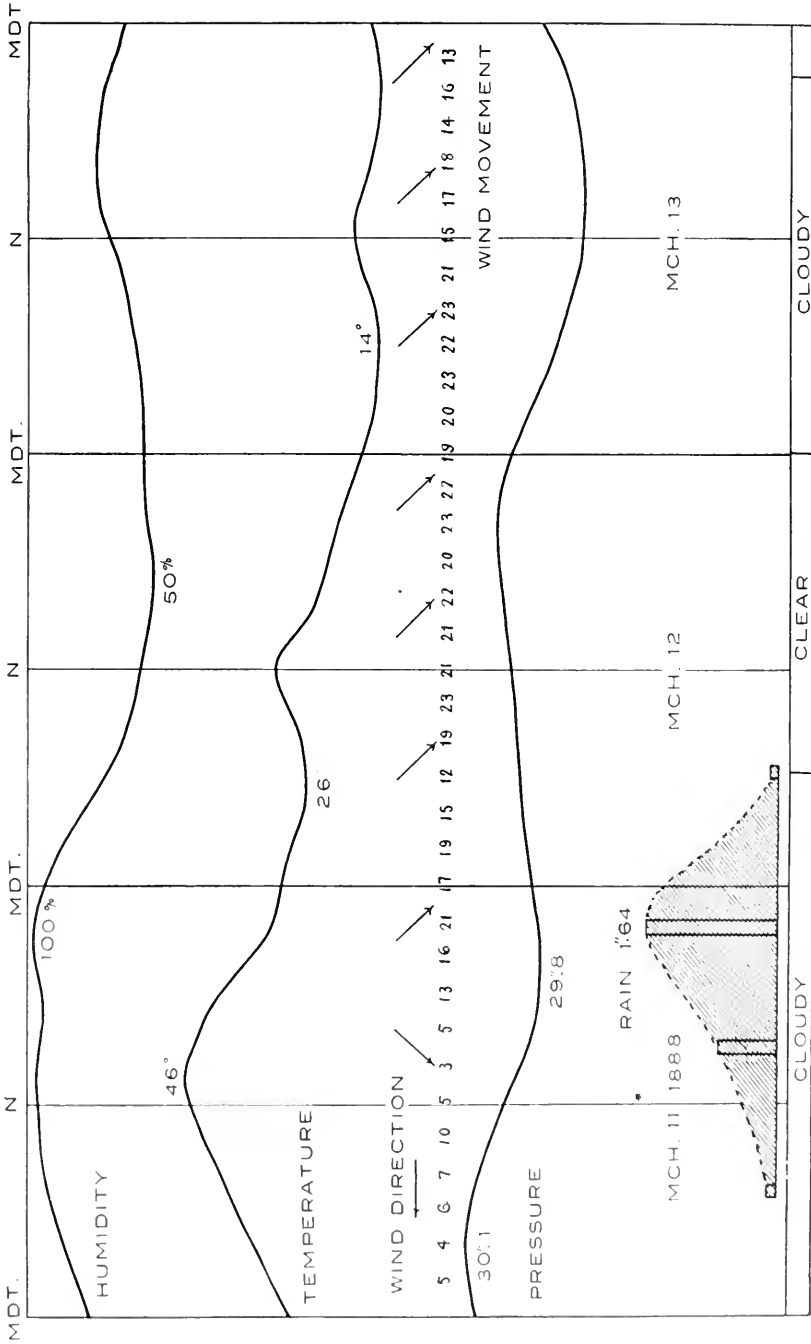 MDT. N MDT. N MDT. N MDT
100%
50%
HUMIDITY
46°
26
14°
TEMPERATURE
WIND DIRECTION
5 4 6 7 10 5 3 5 13 16 21 17 19 15 12 19 23 21 21 22 20 23 27 19 20 23 22 23 21 15 17 18 14 16 13
WIND MOVEMENT
30".1
PRESSURE
29".8
RAIN 1".64
MCH. 11 1888 MCH. 12 MCH. 13
CLOUDY CLEAR CLOUDY